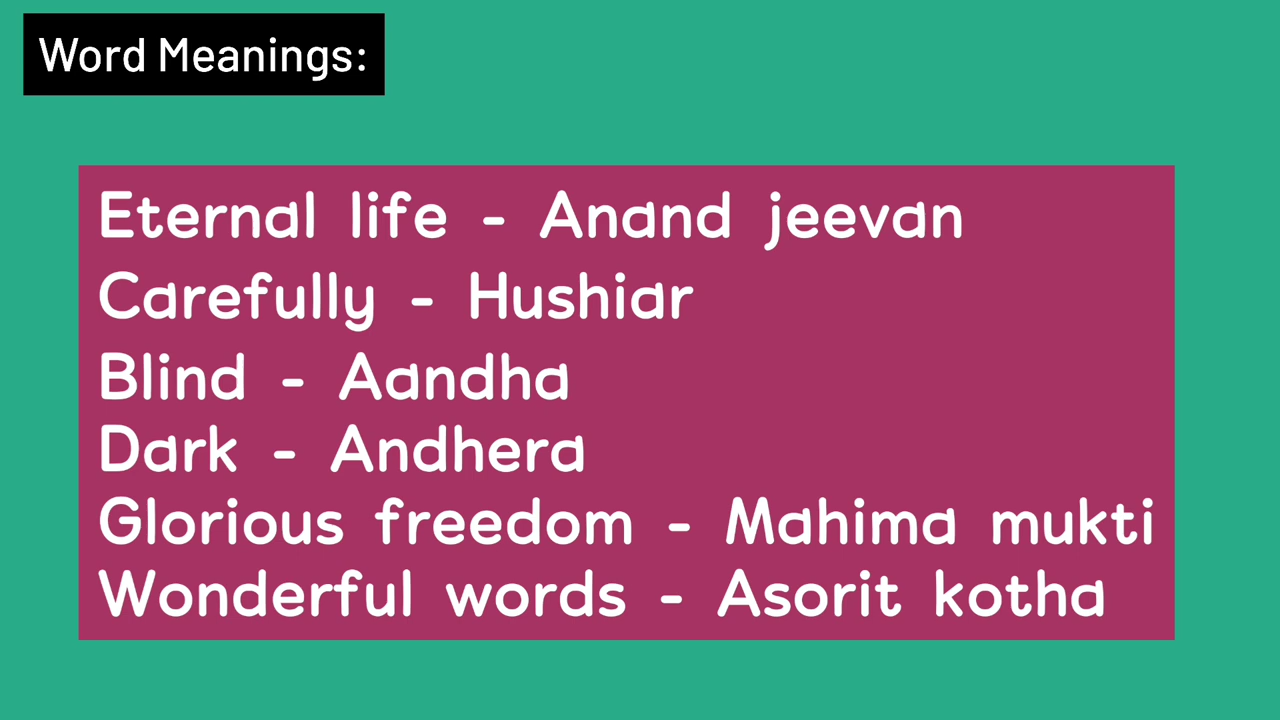 Word Meanings:
Eternal life - Anand jeevan
Carefully - Hushiar
Blind - Aandha
Dark - Andhera
Glorious freedom - Mahima mukti
Wonderful words - Asorit kotha